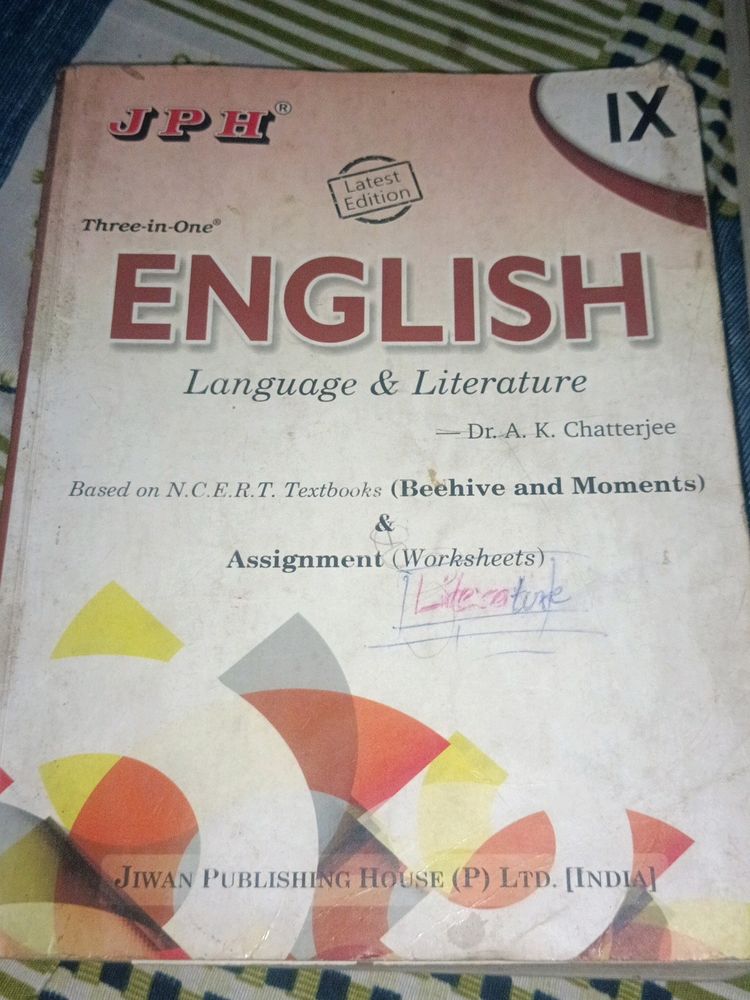 JPH®
IX
Latest
Edition
Three-in-One®
ENGLISH
Language & Literature
— Dr. A. K. Chatterjee
Based on N.C.E.R.T. Textbooks (Beehive and Moments)
&
Assignment (Worksheets)
Literature
JIWAN PUBLISHING HOUSE (P) LTD. [INDIA]